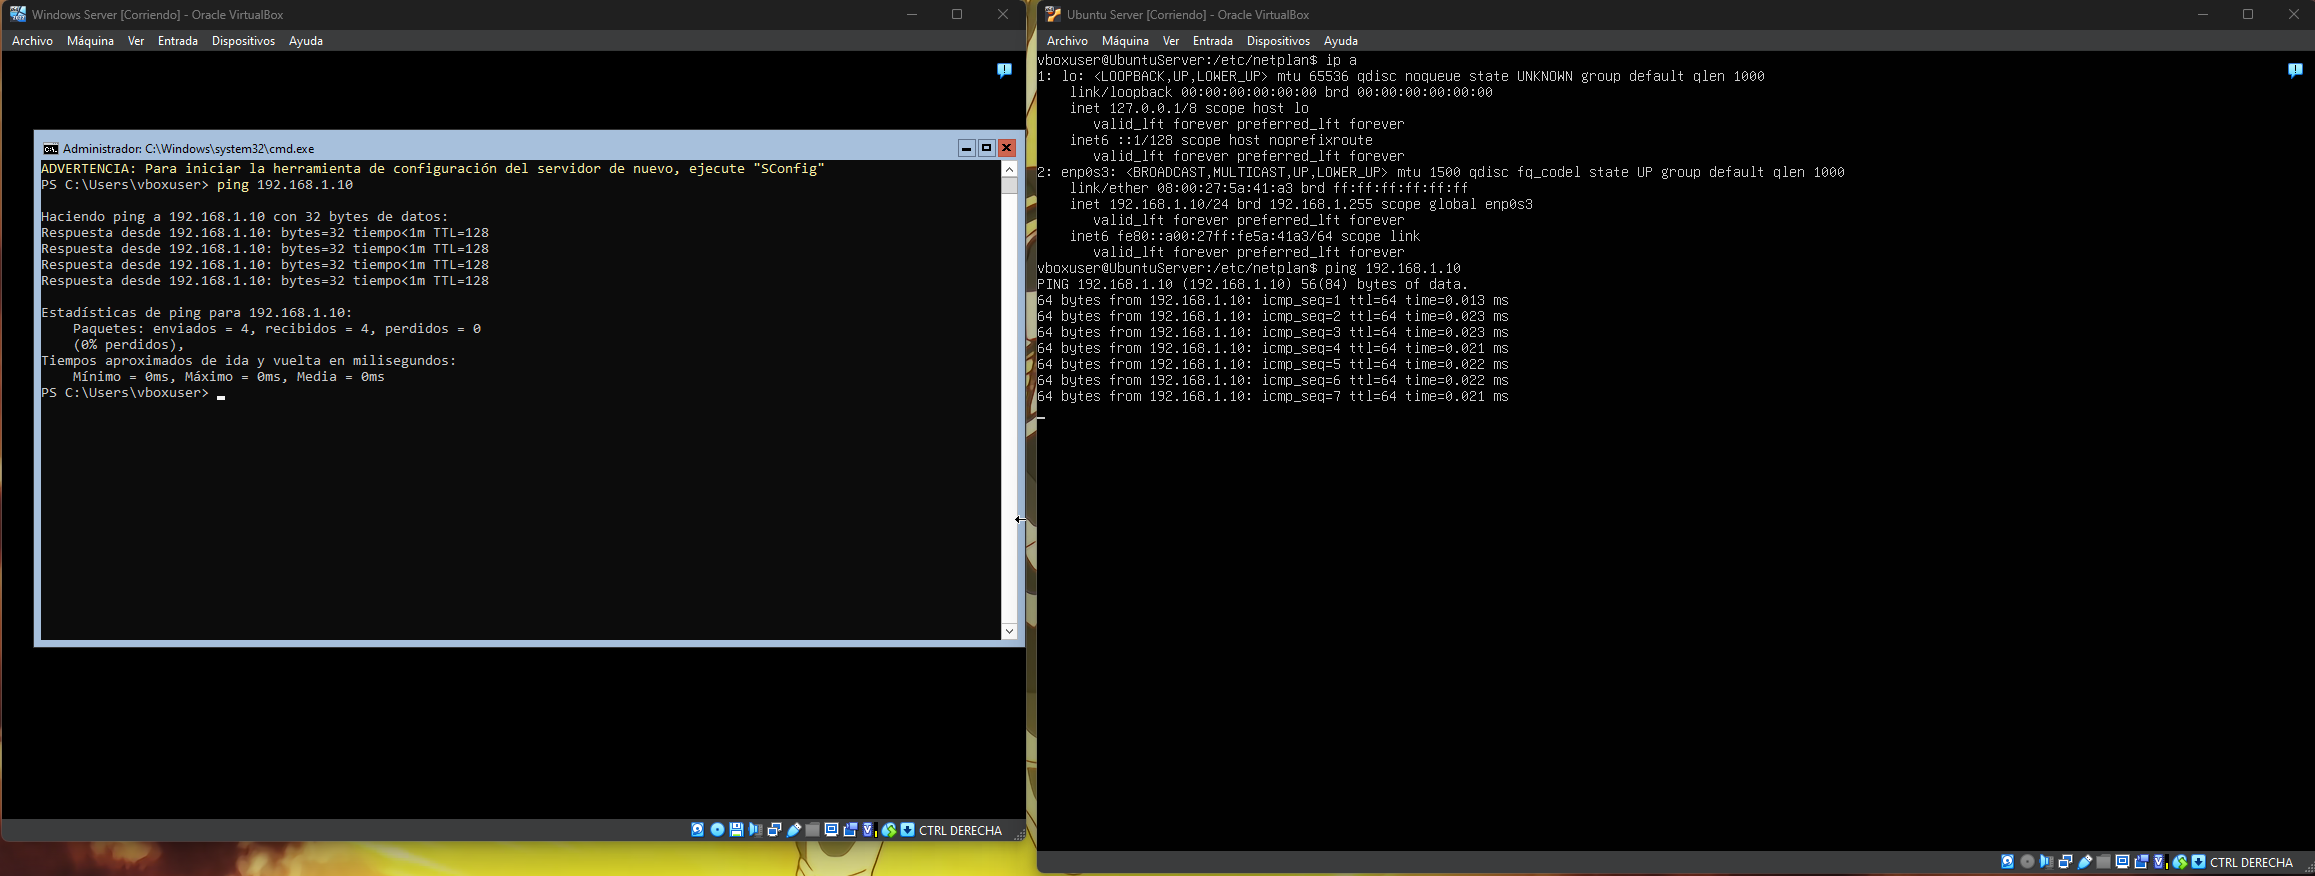 Windows Server [Corriendo] - Oracle VirtualBox
Archivo Máquina Ver Entrada Dispositivos Ayuda
Administrador: C:\Windows\system32\cmd.exe
ADVERTENCIA: Para iniciar la herramienta de configuración del servidor de nuevo, ejecute "SConfig"
PS C:\Users\vboxuser> ping 192.168.1.10
Haciendo ping a 192.168.1.10 con 32 bytes de datos:
Respuesta desde 192.168.1.10: bytes=32 tiempo<1m TTL=128
Respuesta desde 192.168.1.10: bytes=32 tiempo<1m TTL=128
Respuesta desde 192.168.1.10: bytes=32 tiempo<1m TTL=128
Respuesta desde 192.168.1.10: bytes=32 tiempo<1m TTL=128
Estadísticas de ping para 192.168.1.10:
Paquetes: enviados = 4, recibidos = 4, perdidos = 0
(0% perdidos),
Tiempos aproximados de ida y vuelta en milisegundos:
Mínimo = 0ms, Máximo = 0ms, Media = 0ms
PS C:\Users\vboxuser>
CTRL DERECHA
Ubuntu Server [Corriendo] - Oracle VirtualBox
Archivo Máquina Ver Entrada Dispositivos Ayuda
vboxuser@UbuntuServer:/etc/netplan$ ip a
1: lo: <LOOPBACK,UP,LOWER_UP> mtu 65536 qdisc noqueue state UNKNOWN group default qlen 1000
link/loopback 00:00:00:00:00:00 brd 00:00:00:00:00:00
inet 127.0.0.1/8 scope host lo
valid_lft forever preferred_lft forever
inet6 ::1/128 scope host noprefixroute
valid_lft forever preferred_lft forever
2: enp0s3: <BROADCAST,MULTICAST,UP,LOWER_UP> mtu 1500 qdisc fq_codel state UP group default qlen 1000
link/ether 08:00:27:5a:41:a3 brd ff:ff:ff:ff:ff:ff
inet 192.168.1.10/24 brd 192.168.1.255 scope global enp0s3
valid_lft forever preferred_lft forever
inet6 fe80::a00:27ff:fe5a:41a3/64 scope link
valid_lft forever preferred_lft forever
vboxuser@UbuntuServer:/etc/netplan$ ping 192.168.1.10
PING 192.168.1.10 (192.168.1.10) 56(84) bytes of data.
64 bytes from 192.168.1.10: icmp_seq=1 ttl=64 time=0.013 ms
64 bytes from 192.168.1.10: icmp_seq=2 ttl=64 time=0.023 ms
64 bytes from 192.168.1.10: icmp_seq=3 ttl=64 time=0.023 ms
64 bytes from 192.168.1.10: icmp_seq=4 ttl=64 time=0.021 ms
64 bytes from 192.168.1.10: icmp_seq=5 ttl=64 time=0.022 ms
64 bytes from 192.168.1.10: icmp_seq=6 ttl=64 time=0.022 ms
64 bytes from 192.168.1.10: icmp_seq=7 ttl=64 time=0.021 ms
CTRL DERECHA